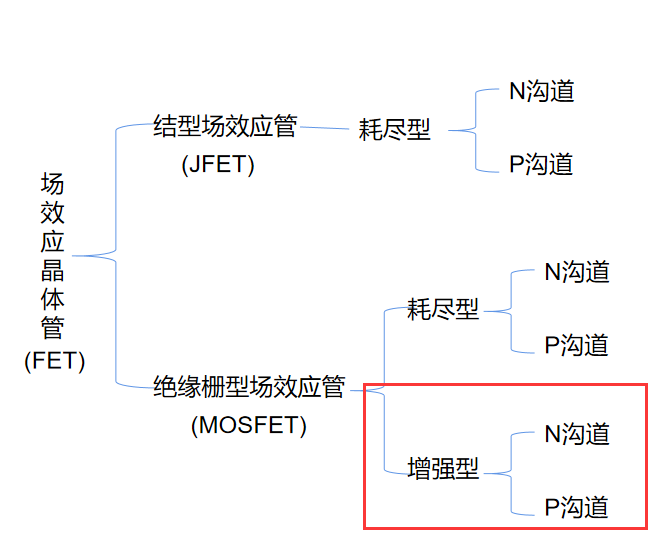 场效应晶体管
(FET)
结型场效应管
(JFET)
耗尽型
N沟道
P沟道
绝缘栅型场效应管
(MOSFET)
耗尽型
N沟道
P沟道
增强型
N沟道
P沟道